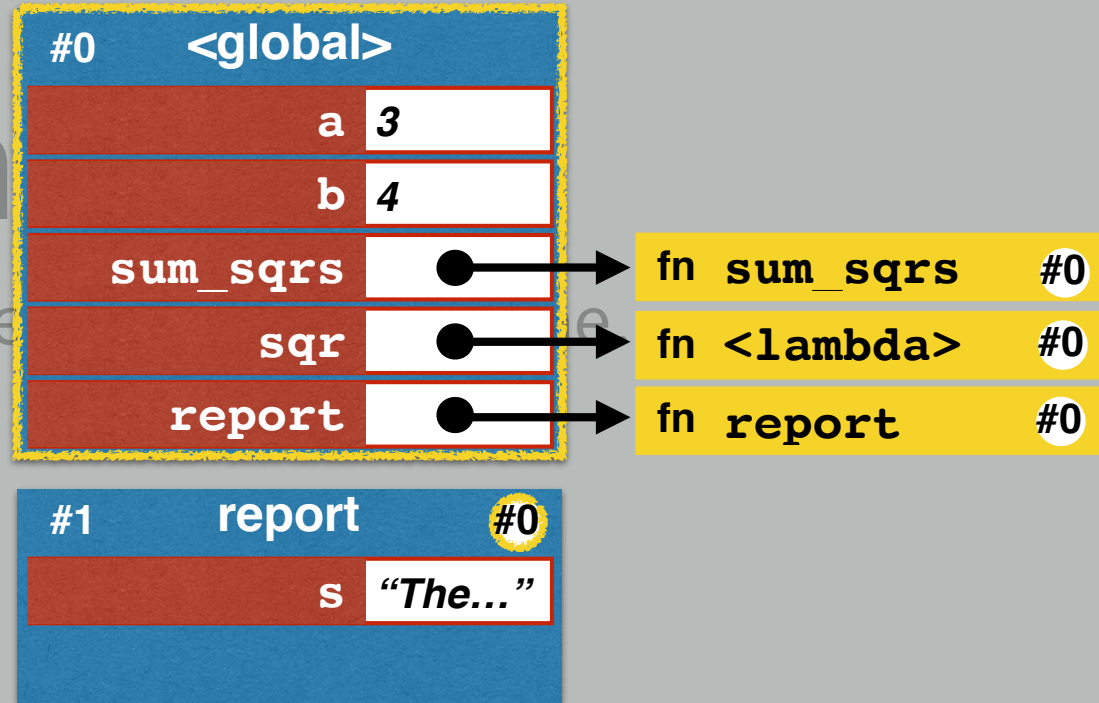 #0 <global>
a 3
b 4
sum_sqrs fn sum_sqrs #0
sqr fn <lambda> #0
report fn report #0
#1 report #0
s “The…”